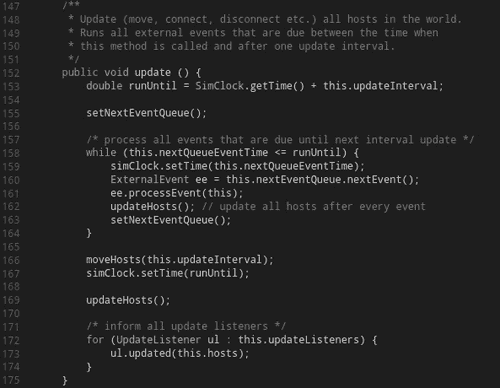 147 /**
148 * Update (move, connect, disconnect etc.) all hosts in the world.
149 * Runs all external events that are due between the time when
150 * this method is called and after one update interval.
151 */
152 public void update () {
153 double runUntil = SimClock.getTime() + this.updateInterval;
154
155 setNextEventQueue();
156
157 /* process all events that are due until next interval update */
158 while (this.nextQueueEventTime <= runUntil) {
159 simClock.setTime(this.nextQueueEventTime);
160 ExternalEvent ee = this.nextEventQueue.nextEvent();
161 ee.processEvent(this);
162 updateHosts(); // update all hosts after every event
163 setNextEventQueue();
164 }
165
166 moveHosts(this.updateInterval);
167 simClock.setTime(runUntil);
168
169 updateHosts();
170
171 /* inform all update listeners */
172 for (UpdateListener ul : this.updateListeners) {
173 ul.updated(this.hosts);
174 }
175 }